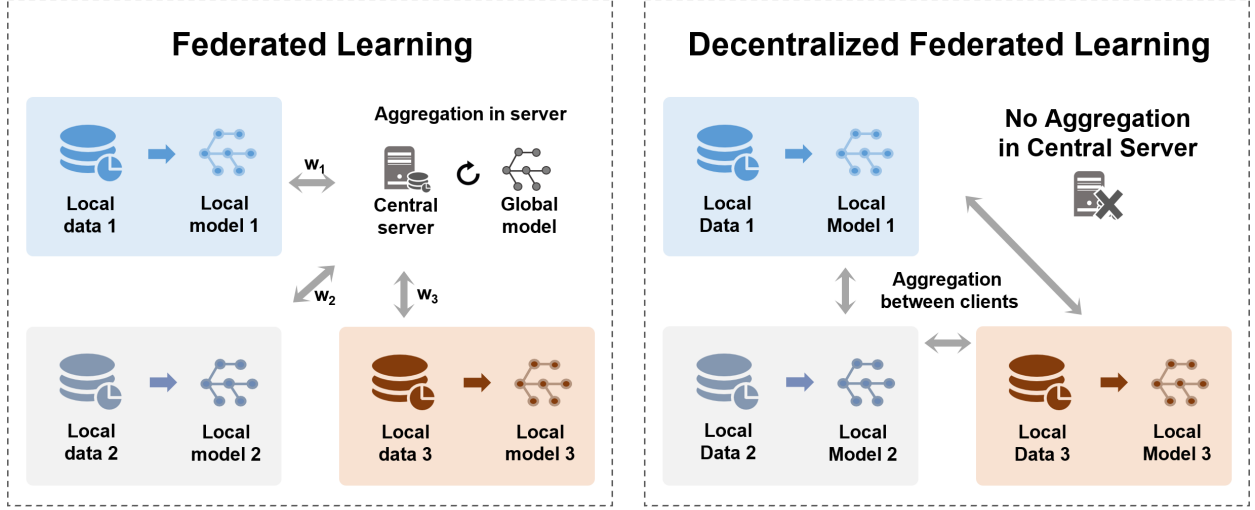 Federated Learning
Aggregation in server
Local
data 1
Local
model 1
w₁
Central
server
Global
model
w₂
w₃
Local
data 2
Local
model 2
Local
data 3
Local
model 3
Decentralized Federated Learning
No Aggregation
in Central Server
Local
Data 1
Local
Model 1
Aggregation
between clients
Local
Data 2
Local
Model 2
Local
Data 3
Local
Model 3